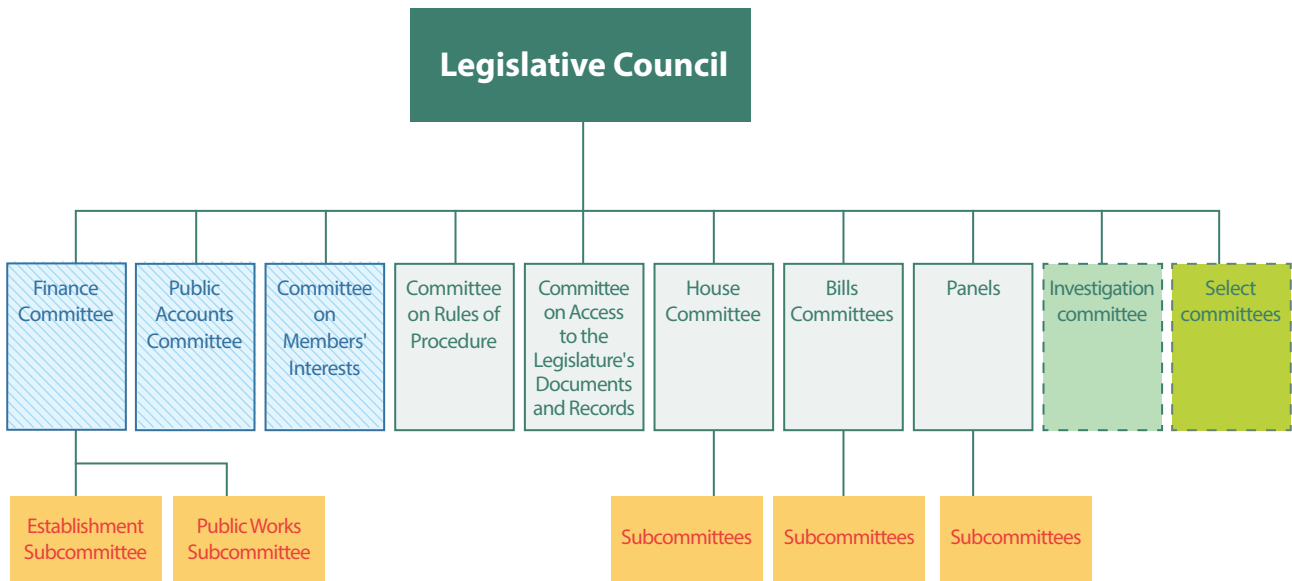 Legislative Council
Finance
Committee
Public
Accounts
Committee
Committee
on
Members'
Interests
Committee
on Rules of
Procedure
Committee
on Access
to the
Legislature's
Documents
and Records
House
Committee
Bills
Committees
Panels
Investigation
committee
Select
committees
Establishment
Subcommittee
Public Works
Subcommittee
Subcommittees
Subcommittees
Subcommittees